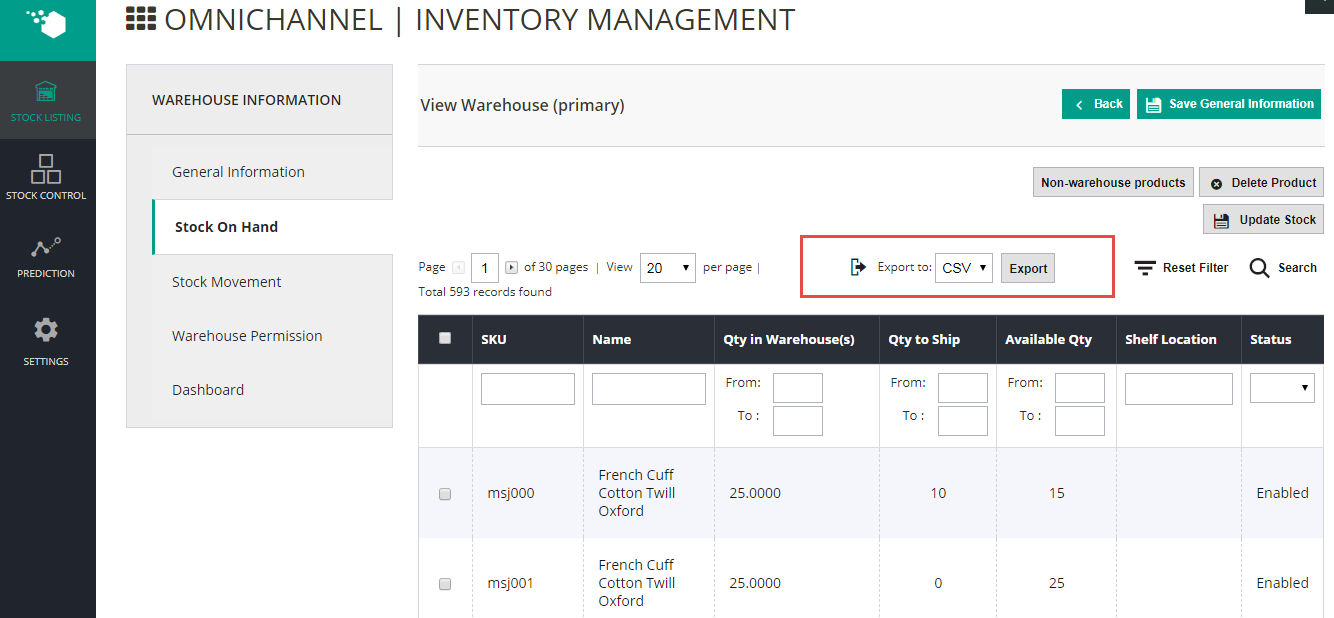 OMNICHANNEL | INVENTORY MANAGEMENT
STOCK LISTING
STOCK CONTROL
PREDICTION
SETTINGS
WAREHOUSE INFORMATION
General Information
Stock On Hand
Stock Movement
Warehouse Permission
Dashboard
View Warehouse (primary)
Back
Save General Information
Non-warehouse products
Delete Product
Update Stock
Page 1 of 30 pages | View 20 per page |
Total 593 records found
Export to: CSV Export
Reset Filter
Search
SKU Name Qty in Warehouse(s) Qty to Ship Available Qty Shelf Location Status
From: From: From:
To : To : To :
French Cuff
msj000 Cotton Twill 25.0000 10 15 Enabled
Oxford
French Cuff
msj001 Cotton Twill 25.0000 0 25 Enabled
Oxford